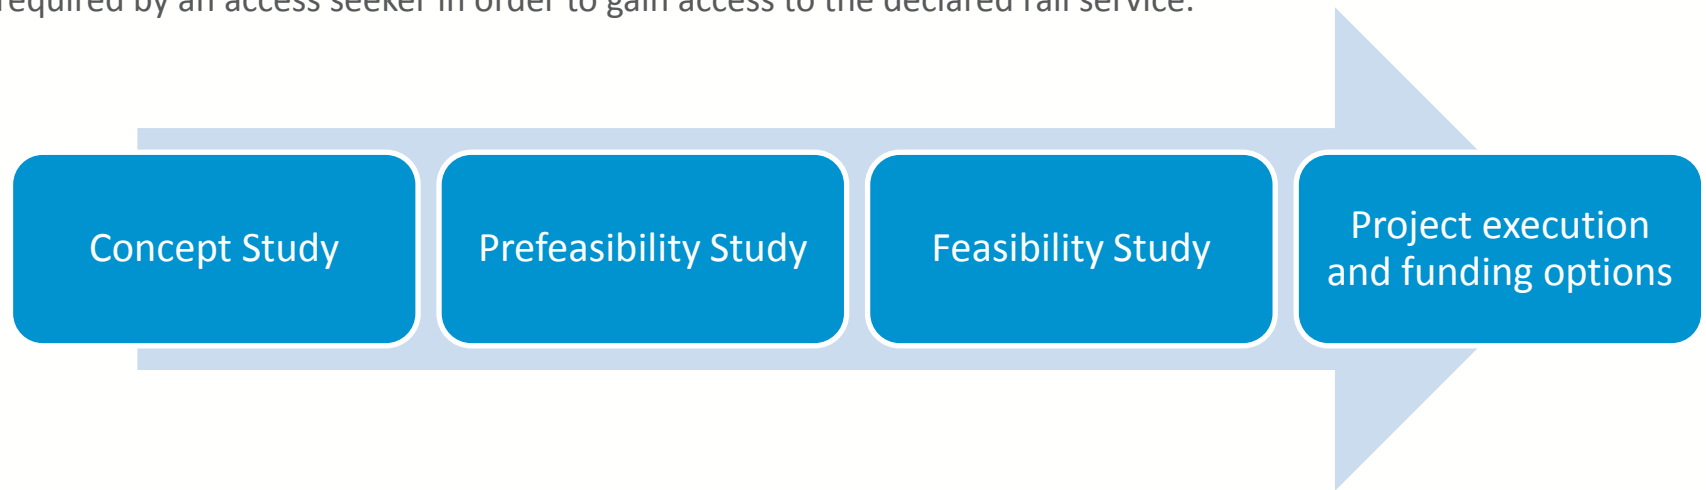 required by an access seeker in order to gain access to the declared rail service.
Concept Study
Prefeasibility Study
Feasibility Study
Project execution
and funding options